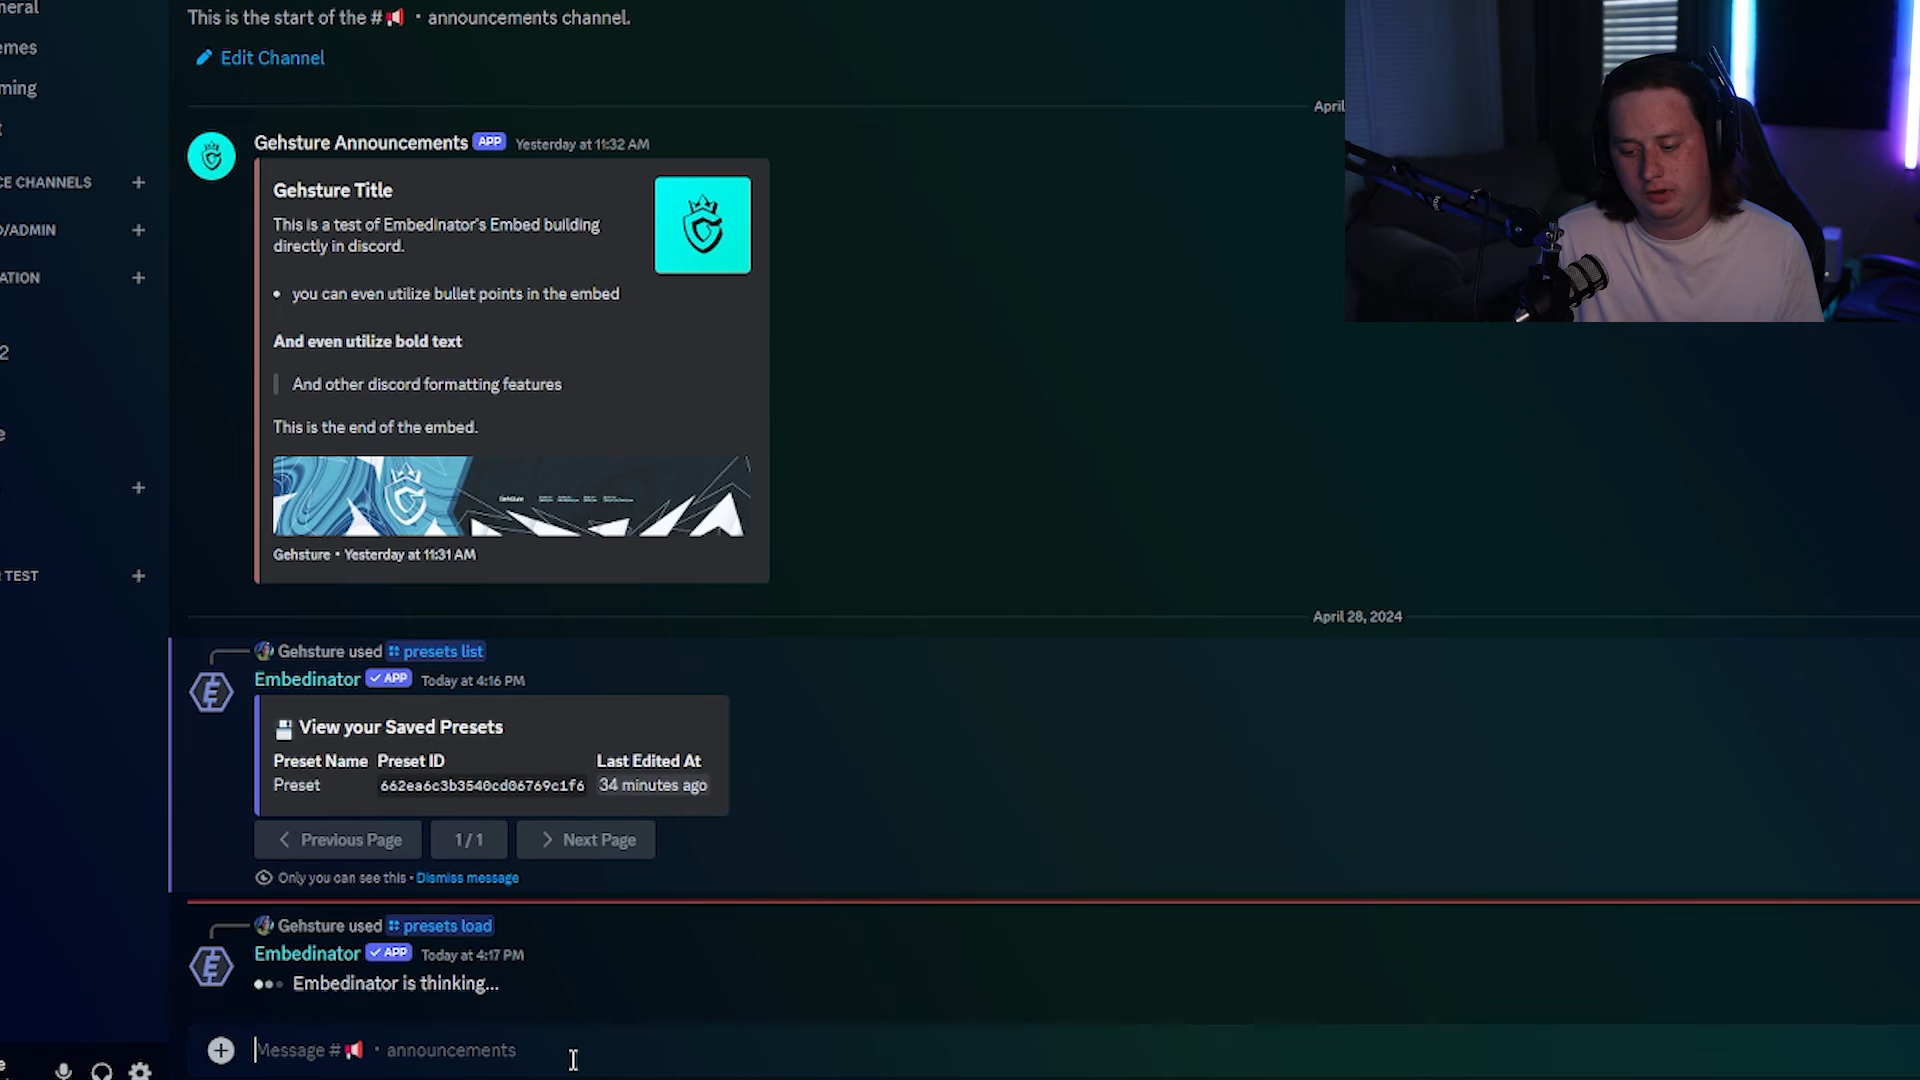 This is the start of the #📢・announcements channel.
Edit Channel
April
Gehsture Announcements APP Yesterday at 11:32 AM
Gehsture Title
This is a test of Embedinator's Embed building
directly in discord.
• you can even utilize bullet points in the embed
And even utilize bold text
And other discord formatting features
This is the end of the embed.
Gehsture
Gehsture • Yesterday at 11:31 AM
April 28, 2024
Gehsture used presets list
Embedinator ✓ APP Today at 4:16 PM
💾 View your Saved Presets
Preset Name Preset ID Last Edited At
Preset 662ea6c3b3540cd06769c1f6 34 minutes ago
Previous Page 1/1 Next Page
Only you can see this • Dismiss message
Gehsture used presets load
Embedinator ✓ APP Today at 4:17 PM
Embedinator is thinking...
Message #📢・announcements
neral
emes
ming
t
CE CHANNELS +
D/ADMIN +
ATION +
2
e
+
TEST +
e